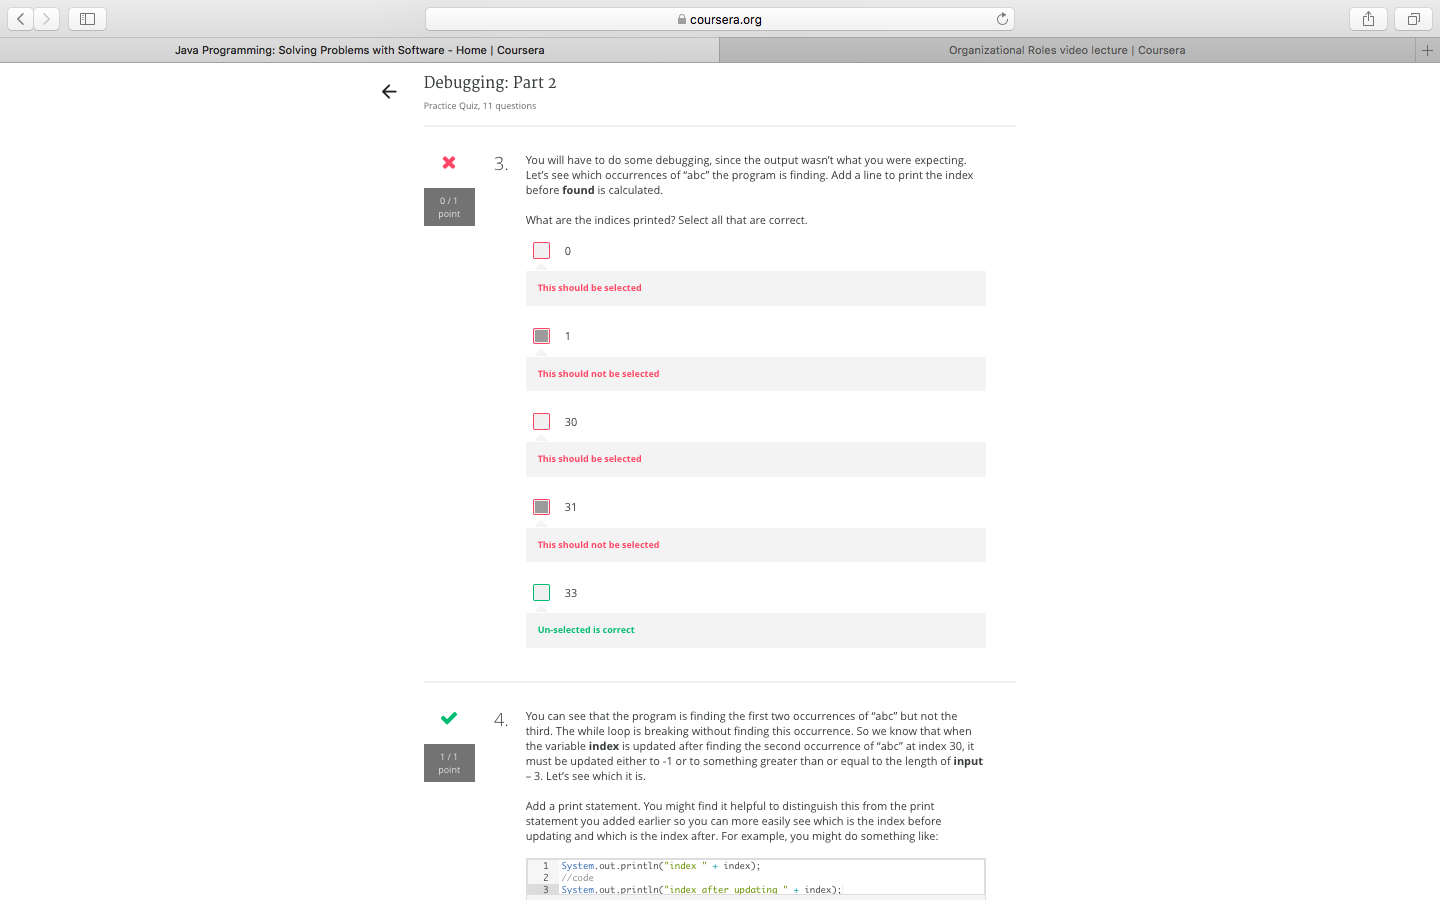 coursera.org
Java Programming: Solving Problems with Software - Home | Coursera
Organizational Roles video lecture | Coursera
Debugging: Part 2
Practice Quiz, 11 questions
0 / 1
point
3.
You will have to do some debugging, since the output wasn’t what you were expecting.
Let’s see which occurrences of “abc” the program is finding. Add a line to print the index
before found is calculated.
What are the indices printed? Select all that are correct.
0
This should be selected
1
This should not be selected
30
This should be selected
31
This should not be selected
33
Un-selected is correct
1 / 1
point
4.
You can see that the program is finding the first two occurrences of “abc” but not the
third. The while loop is breaking without finding this occurrence. So we know that when
the variable index is updated after finding the second occurrence of “abc” at index 30, it
must be updated either to -1 or to something greater than or equal to the length of input
– 3. Let’s see which it is.
Add a print statement. You might find it helpful to distinguish this from the print
statement you added earlier so you can more easily see which is the index before
updating and which is the index after. For example, you might do something like:
1 System.out.println("index " + index);
2 //code
3 System.out.println("index after updating " + index);